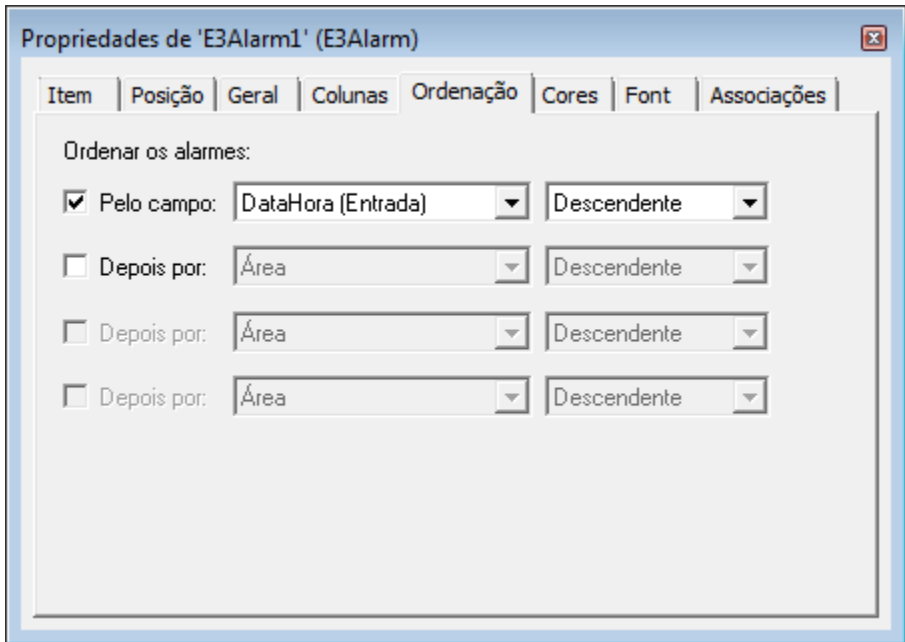 Propriedades de 'E3Alarm1' (E3Alarm)
Item Posição Geral Colunas Ordenação Cores Font Associações
Ordenar os alarmes:
Pelo campo: DataHora (Entrada) Descendente
Depois por: Área Descendente
Depois por: Área Descendente
Depois por: Área Descendente